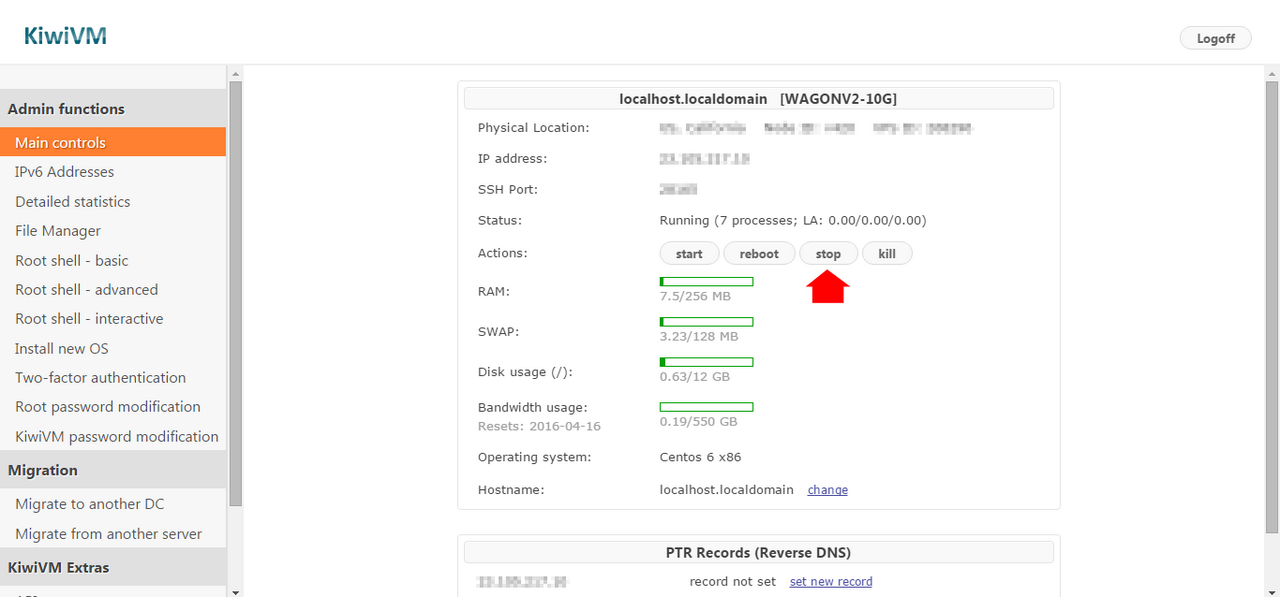 KiwiVM
Logoff
Admin functions
Main controls
IPv6 Addresses
Detailed statistics
File Manager
Root shell - basic
Root shell - advanced
Root shell - interactive
Install new OS
Two-factor authentication
Root password modification
KiwiVM password modification
Migration
Migrate to another DC
Migrate from another server
KiwiVM Extras
localhost.localdomain [WAGONV2-10G]
Physical Location:
IP address:
SSH Port:
Status: Running (7 processes; LA: 0.00/0.00/0.00)
Actions: start reboot stop kill
RAM:
7.5/256 MB
SWAP:
3.23/128 MB
Disk usage (/):
0.63/12 GB
Bandwidth usage:
Resets: 2016-04-16
0.19/550 GB
Operating system: Centos 6 x86
Hostname: localhost.localdomain change
PTR Records (Reverse DNS)
record not set set new record